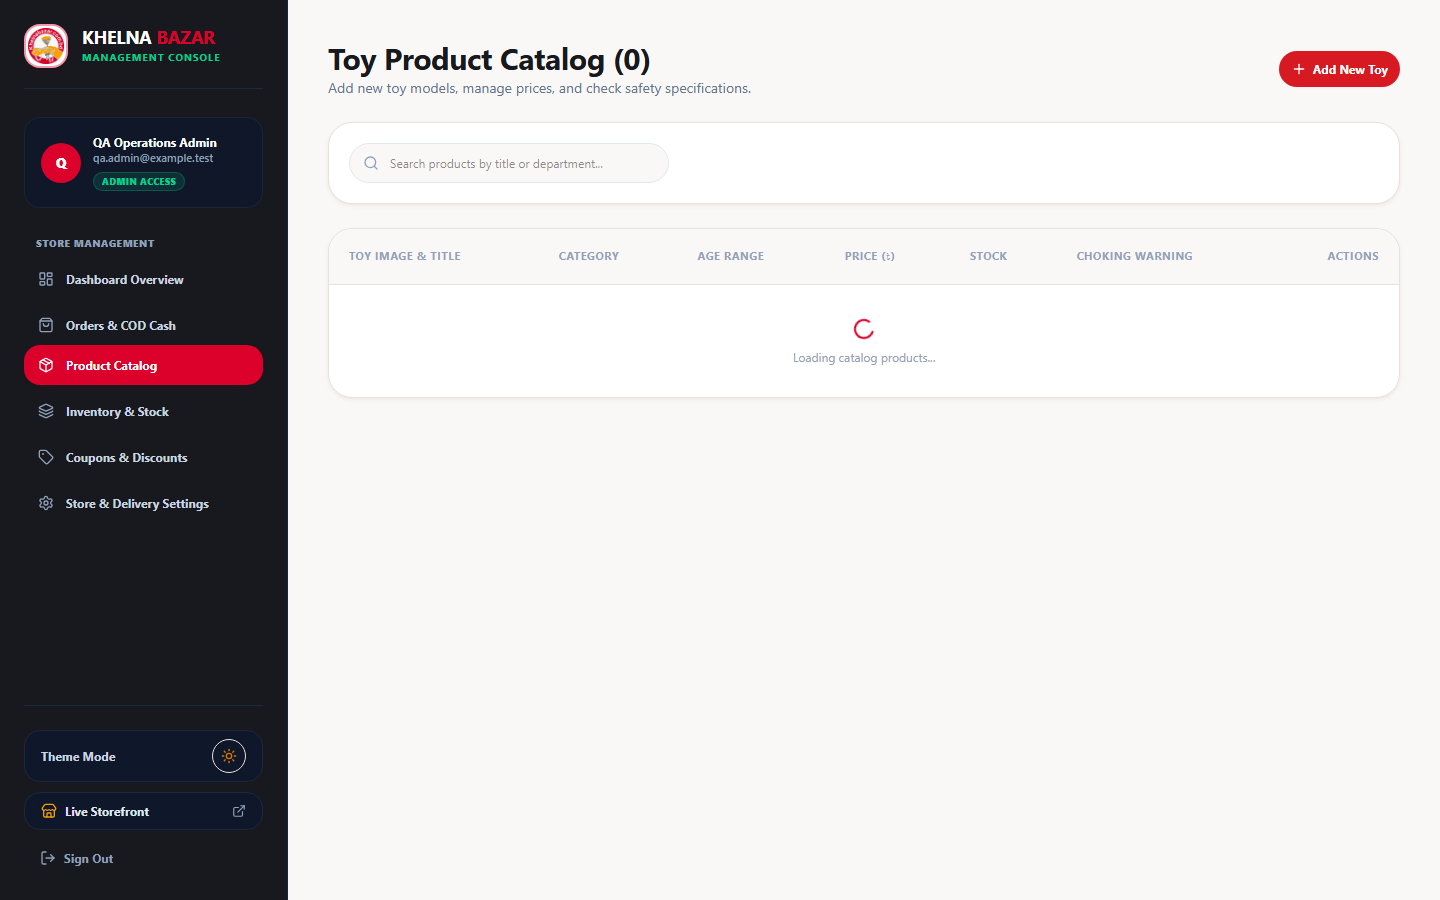 KHELNA BAZAR
MANAGEMENT CONSOLE
Q
QA Operations Admin
qa.admin@example.test
ADMIN ACCESS
STORE MANAGEMENT
Dashboard Overview
Orders & COD Cash
Product Catalog
Inventory & Stock
Coupons & Discounts
Store & Delivery Settings
Theme Mode
Live Storefront
Sign Out
Toy Product Catalog (0)
Add new toy models, manage prices, and check safety specifications.
Add New Toy
Search products by title or department...
TOY IMAGE & TITLE CATEGORY AGE RANGE PRICE (৳) STOCK CHOKING WARNING ACTIONS
Loading catalog products...